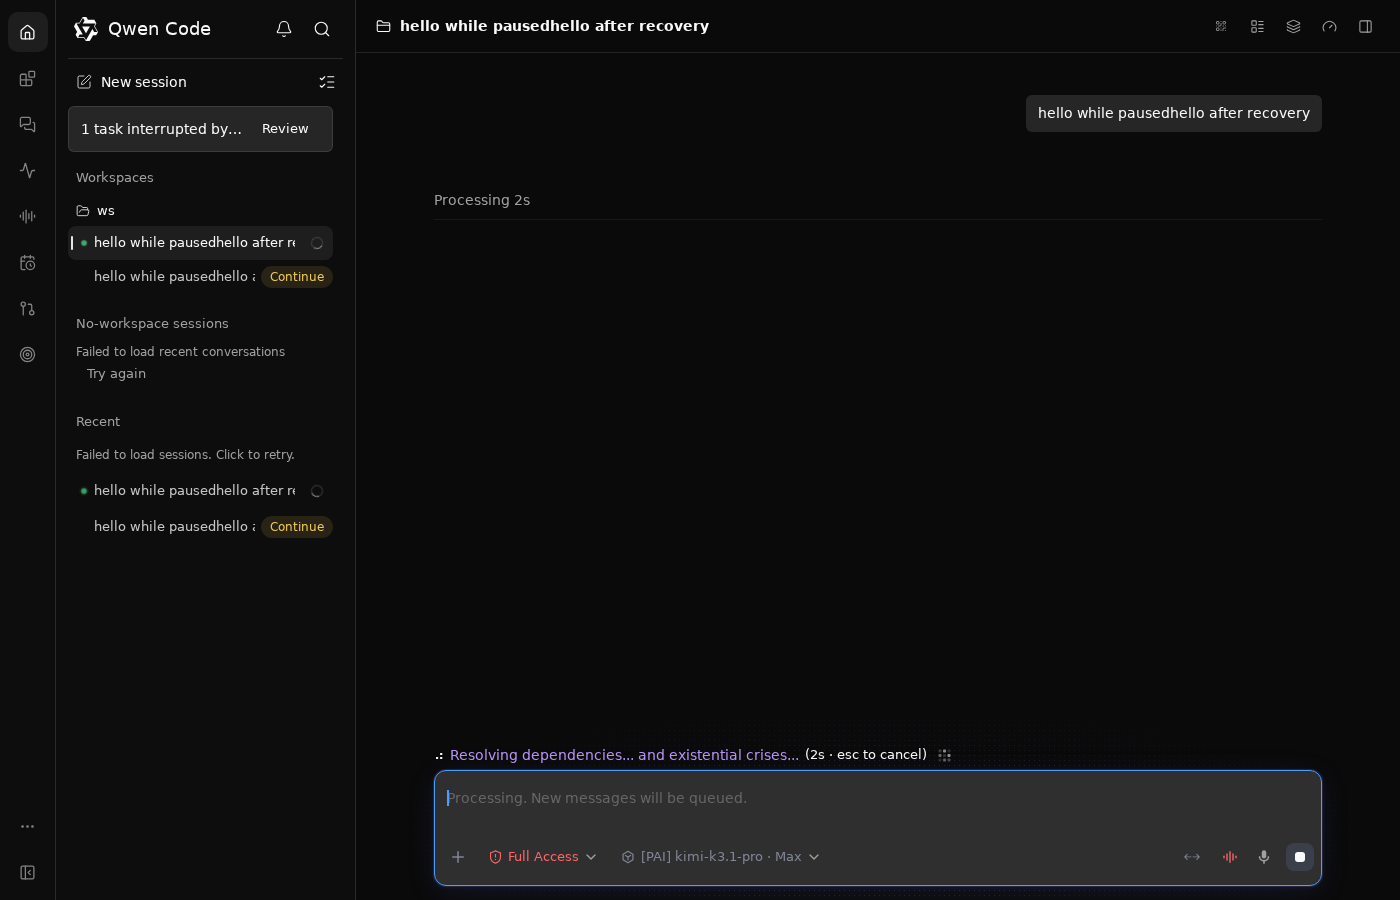 Qwen Code
New session
1 task interrupted by... Review
Workspaces
ws
hello while pausedhello after re
hello while pausedhello a Continue
No-workspace sessions
Failed to load recent conversations
Try again
Recent
Failed to load sessions. Click to retry.
hello while pausedhello after re
hello while pausedhello a Continue
hello while pausedhello after recovery
hello while pausedhello after recovery
Processing 2s
Resolving dependencies... and existential crises... (2s · esc to cancel)
Processing. New messages will be queued.
Full Access [PAI] kimi-k3.1-pro · Max